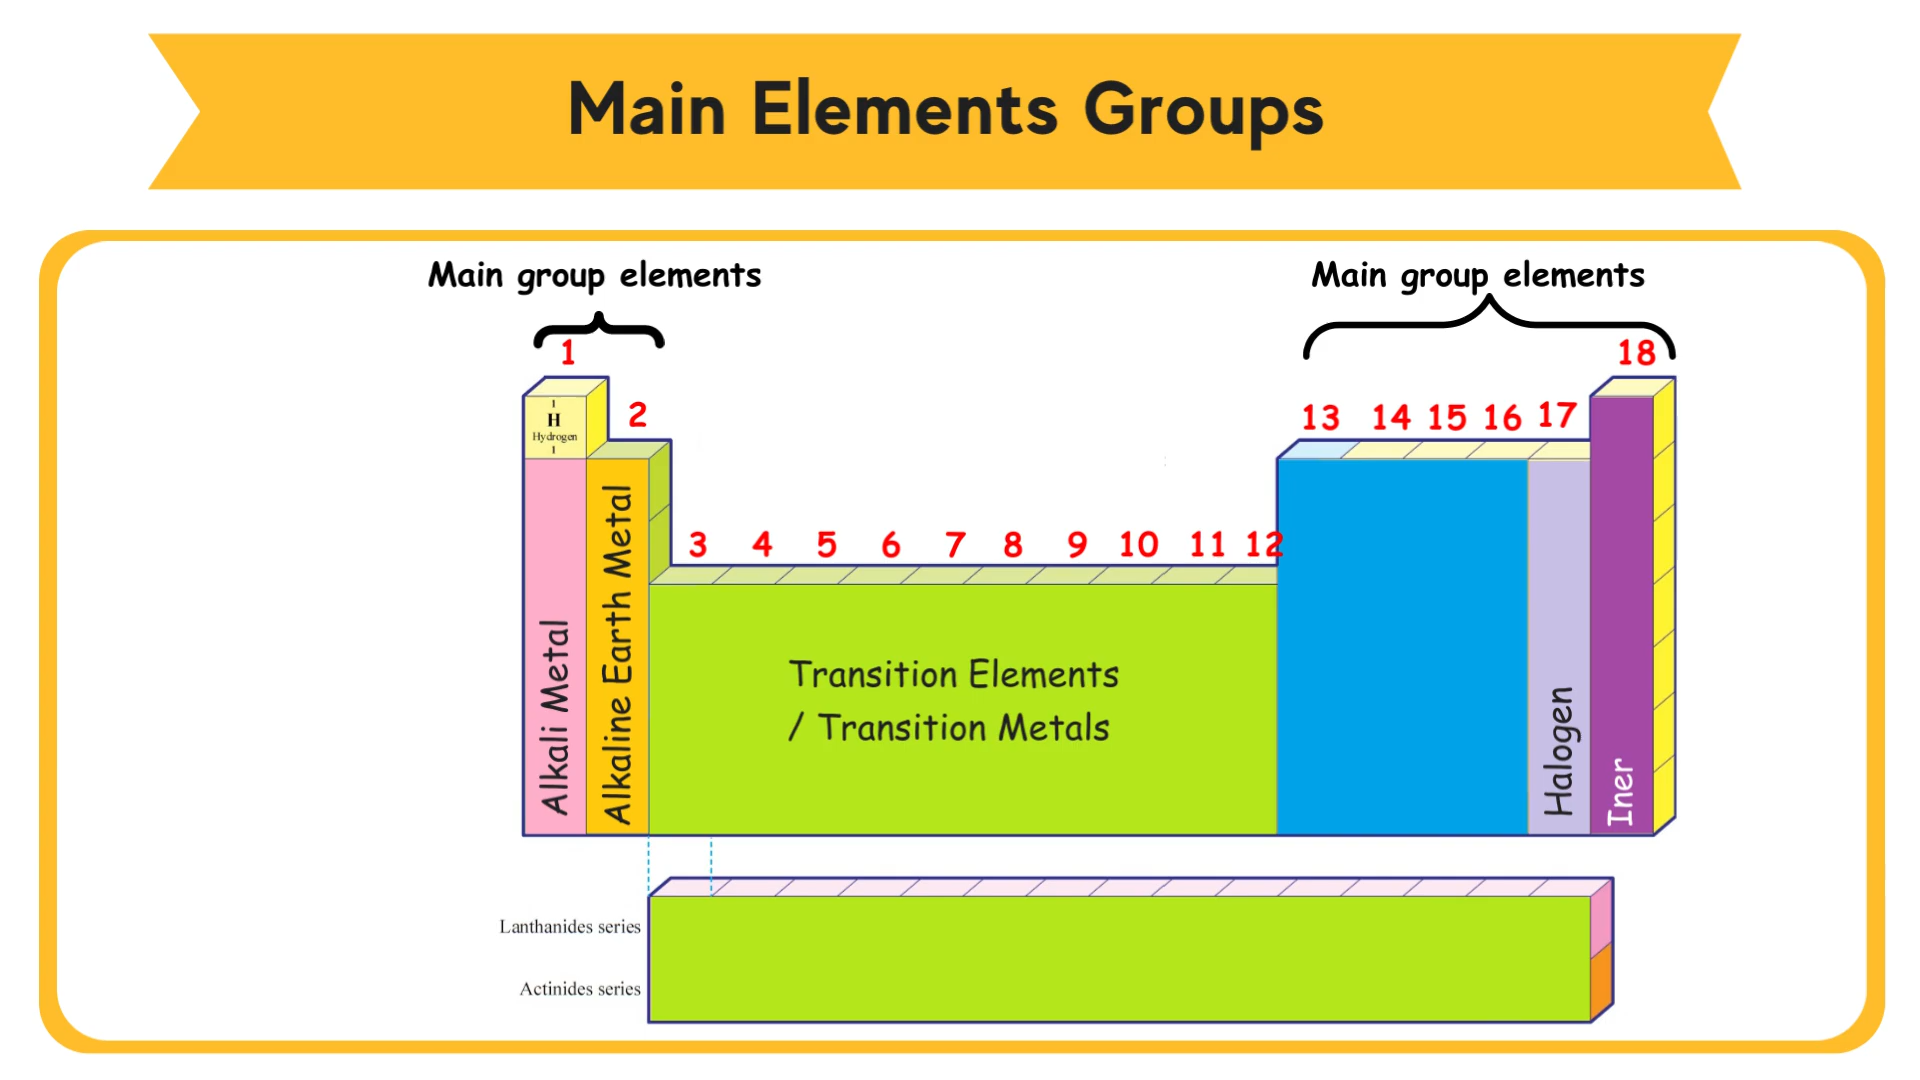 Main Elements Groups
Main group elements
Main group elements
1
18
2
13 14 15 16 17
1
H
Hydrogen
1
3 4 5 6 7 8 9 10 11 12
Alkali Metal
Alkaline Earth Metal
Transition Elements
/ Transition Metals
Halogen
Iner
Lanthanides series
Actinides series